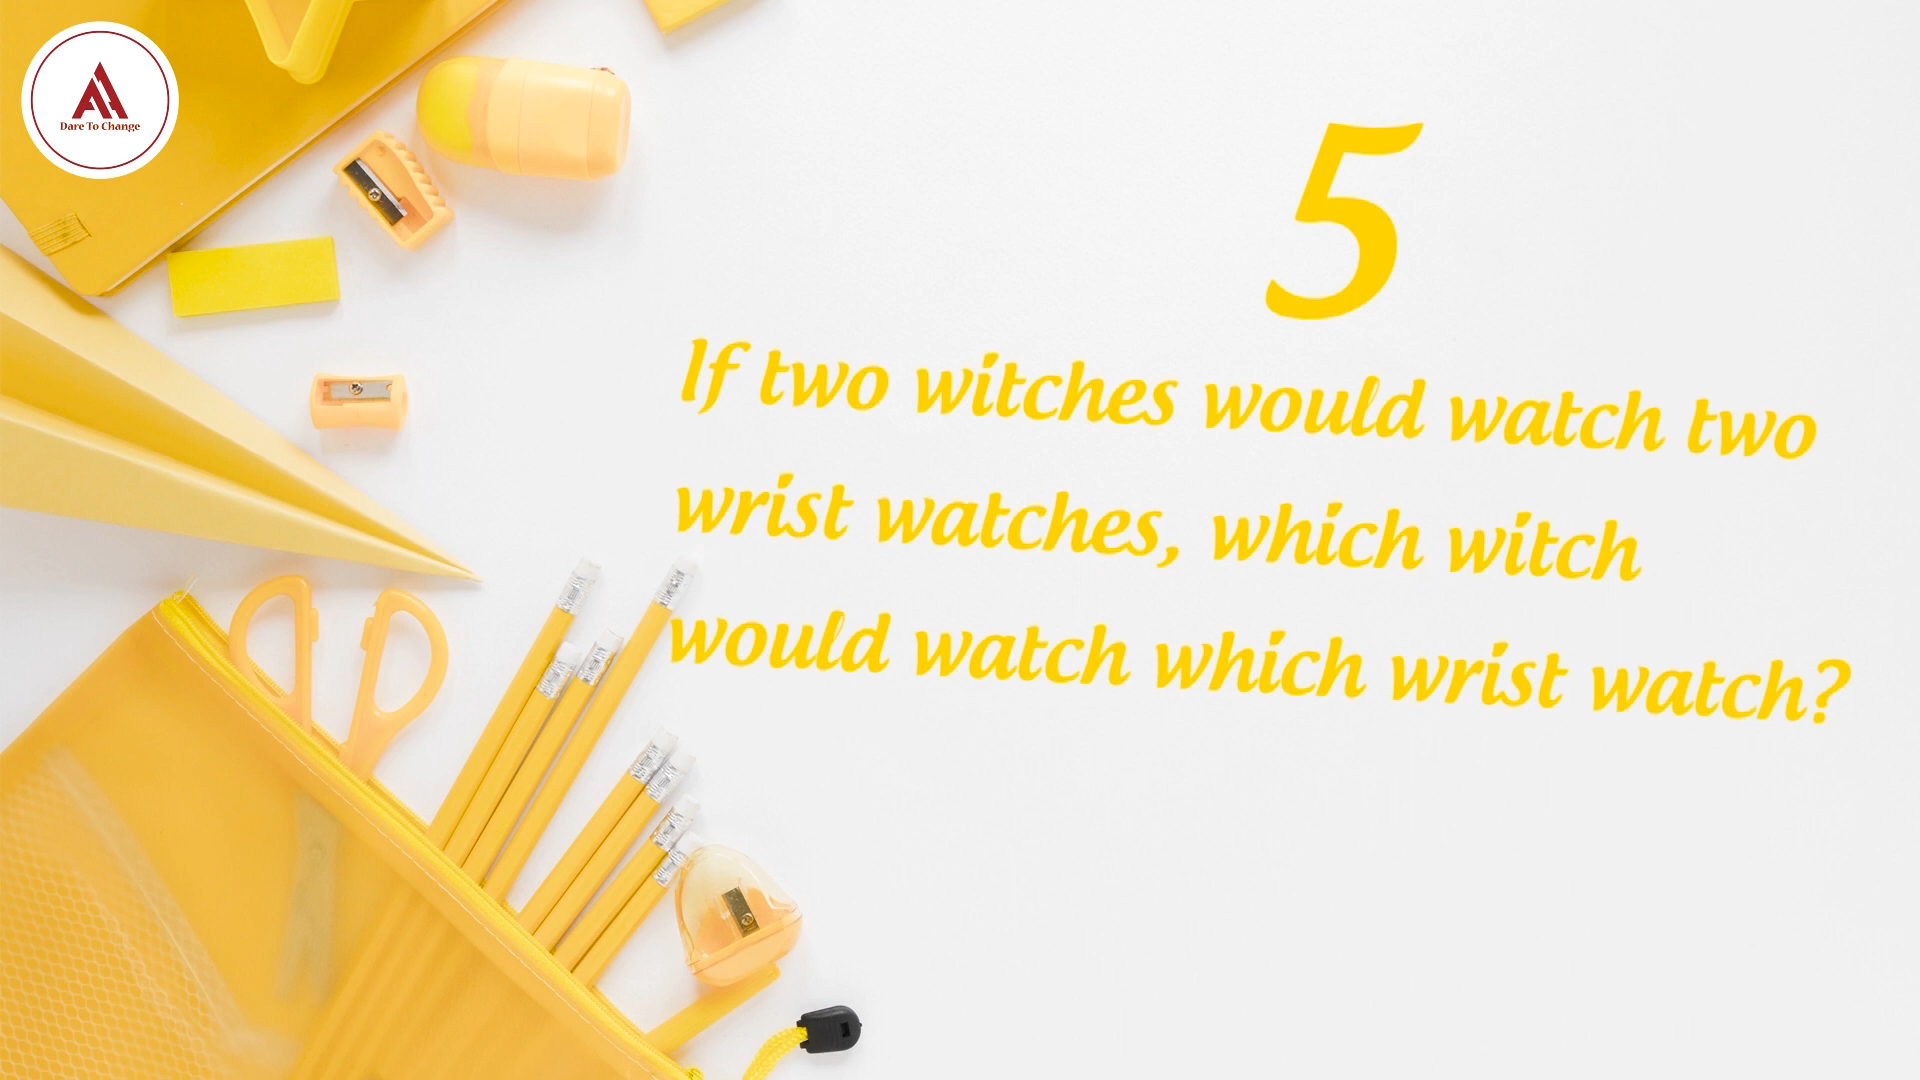 Dare To Change
5
If two witches would watch two
wrist watches, which witch
would watch which wrist watch?